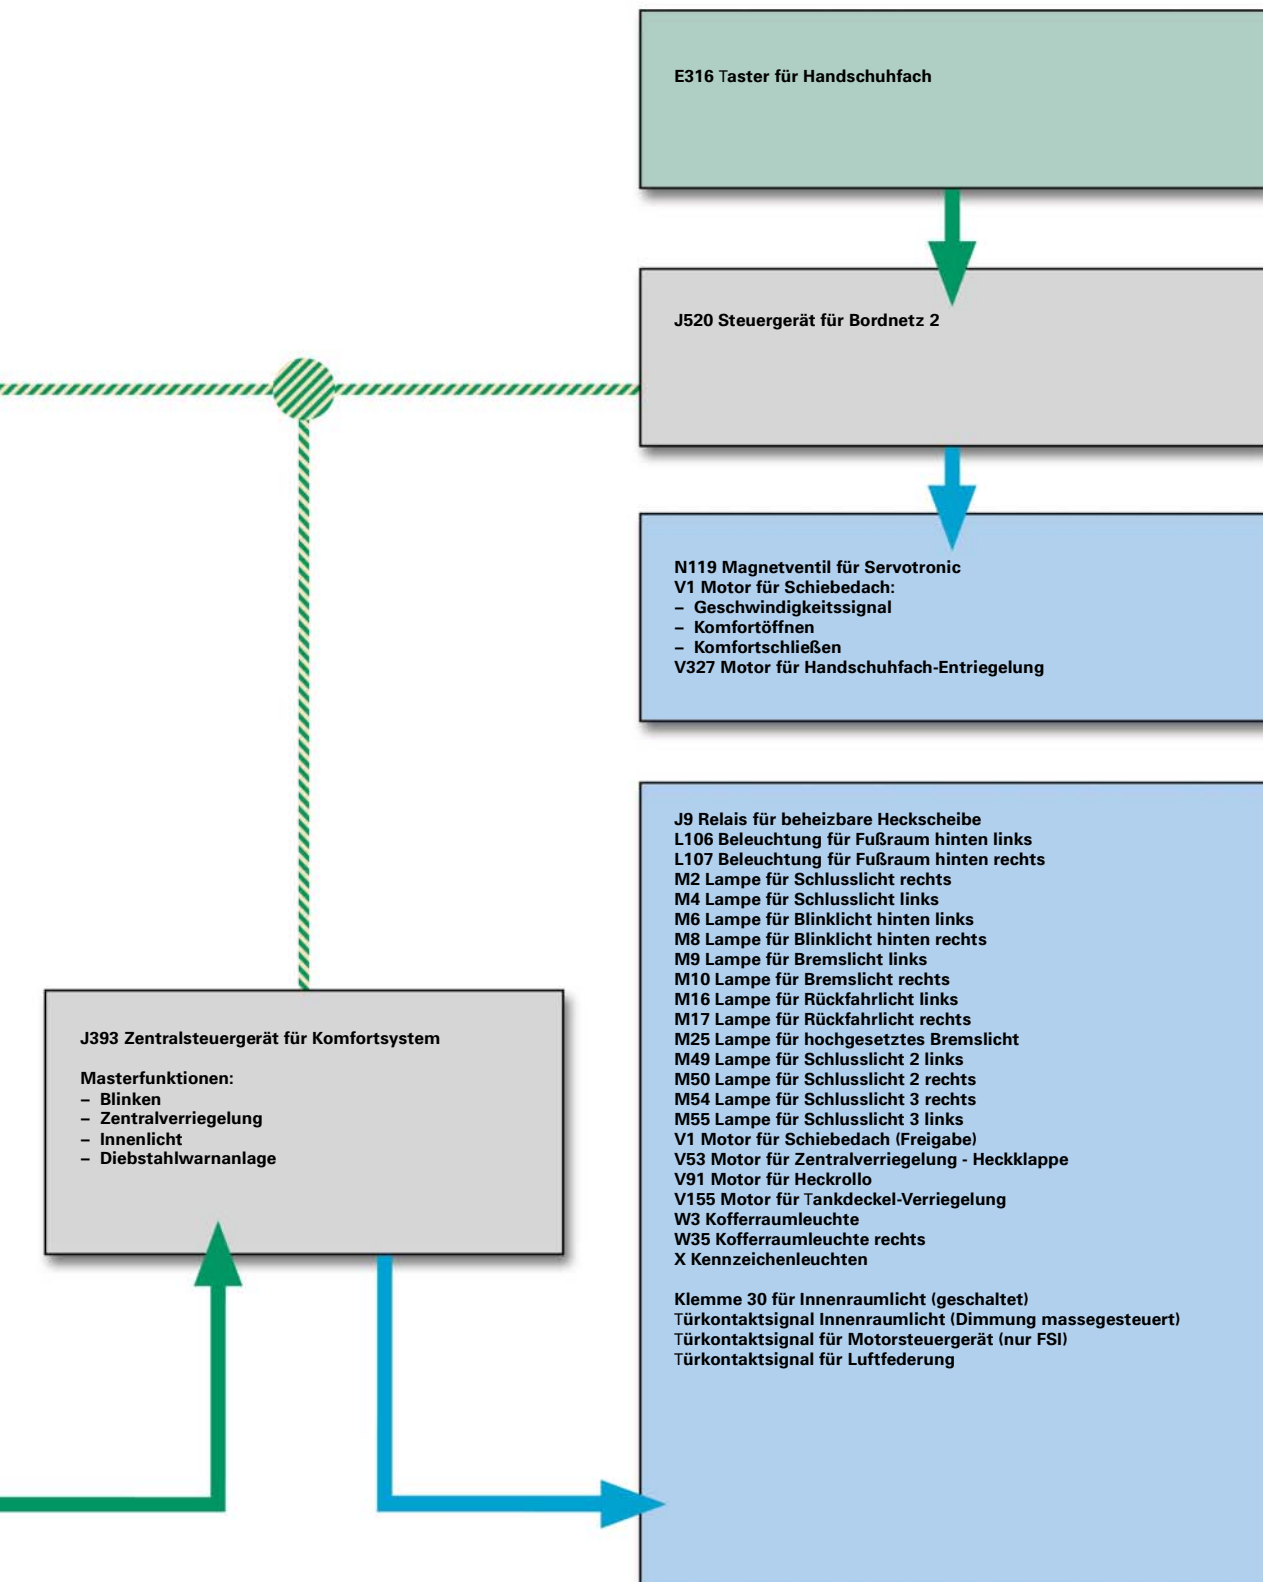 E316 Taster für Handschuhfach
J520 Steuergerät für Bordnetz 2
N119 Magnetventil für Servotronic
V1 Motor für Schiebedach:
– Geschwindigkeitssignal
– Komfortöffnen
– Komfortschließen
V327 Motor für Handschuhfach-Entriegelung
J393 Zentralsteuergerät für Komfortsystem
Masterfunktionen:
– Blinken
– Zentralverriegelung
– Innenlicht
– Diebstahlwarnanlage
J9 Relais für beheizbare Heckscheibe
L106 Beleuchtung für Fußraum hinten links
L107 Beleuchtung für Fußraum hinten rechts
M2 Lampe für Schlusslicht rechts
M4 Lampe für Schlusslicht links
M6 Lampe für Blinklicht hinten links
M8 Lampe für Blinklicht hinten rechts
M9 Lampe für Bremslicht links
M10 Lampe für Bremslicht rechts
M16 Lampe für Rückfahrlicht links
M17 Lampe für Rückfahrlicht rechts
M25 Lampe für hochgesetztes Bremslicht
M49 Lampe für Schlusslicht 2 links
M50 Lampe für Schlusslicht 2 rechts
M54 Lampe für Schlusslicht 3 rechts
M55 Lampe für Schlusslicht 3 links
V1 Motor für Schiebedach (Freigabe)
V53 Motor für Zentralverriegelung - Heckklappe
V91 Motor für Heckrollo
V155 Motor für Tankdeckel-Verriegelung
W3 Kofferraumleuchte
W35 Kofferraumleuchte rechts
X Kennzeichenleuchten
Klemme 30 für Innenraumlicht (geschaltet)
Türkontaktsignal Innenraumlicht (Dimmung massegesteuert)
Türkontaktsignal für Motorsteuergerät (nur FSI)
Türkontaktsignal für Luftfederung